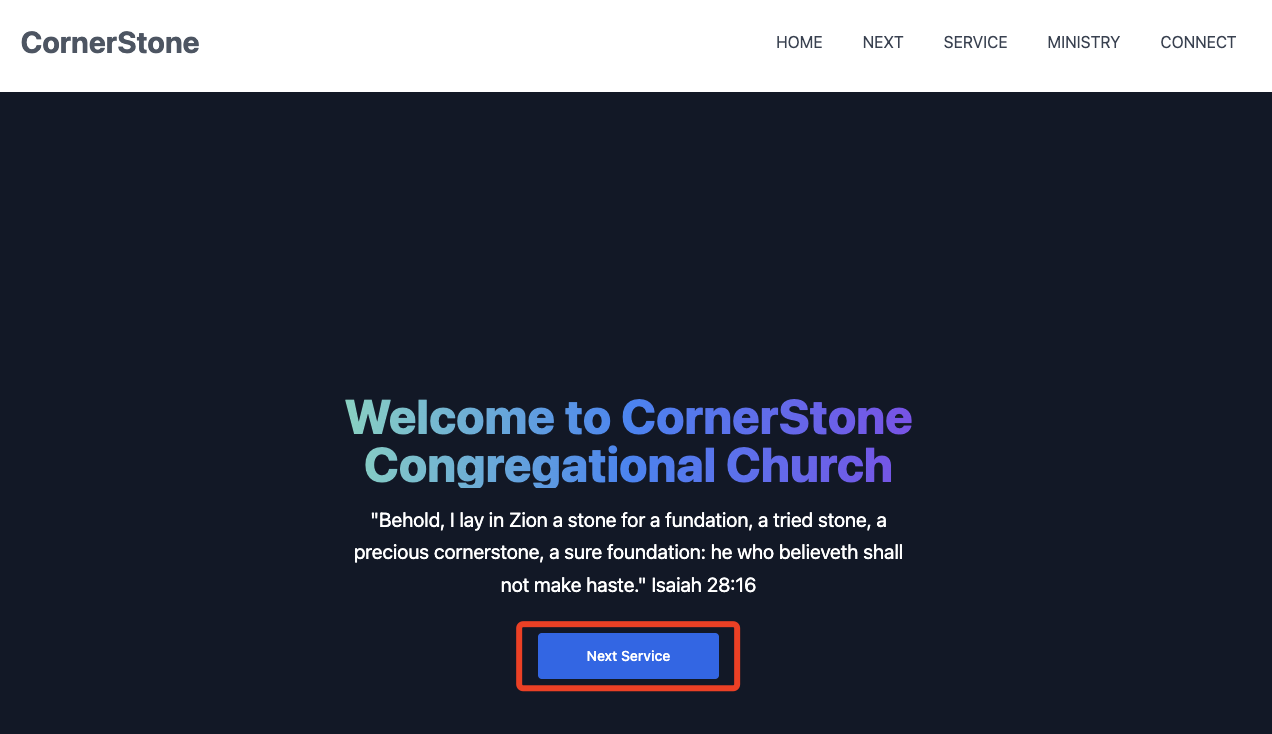 CornerStone
HOME NEXT SERVICE MINISTRY CONNECT
Welcome to CornerStone
Congregational Church
"Behold, I lay in Zion a stone for a fundation, a tried stone, a
precious cornerstone, a sure foundation: he who believeth shall
not make haste." Isaiah 28:16
Next Service